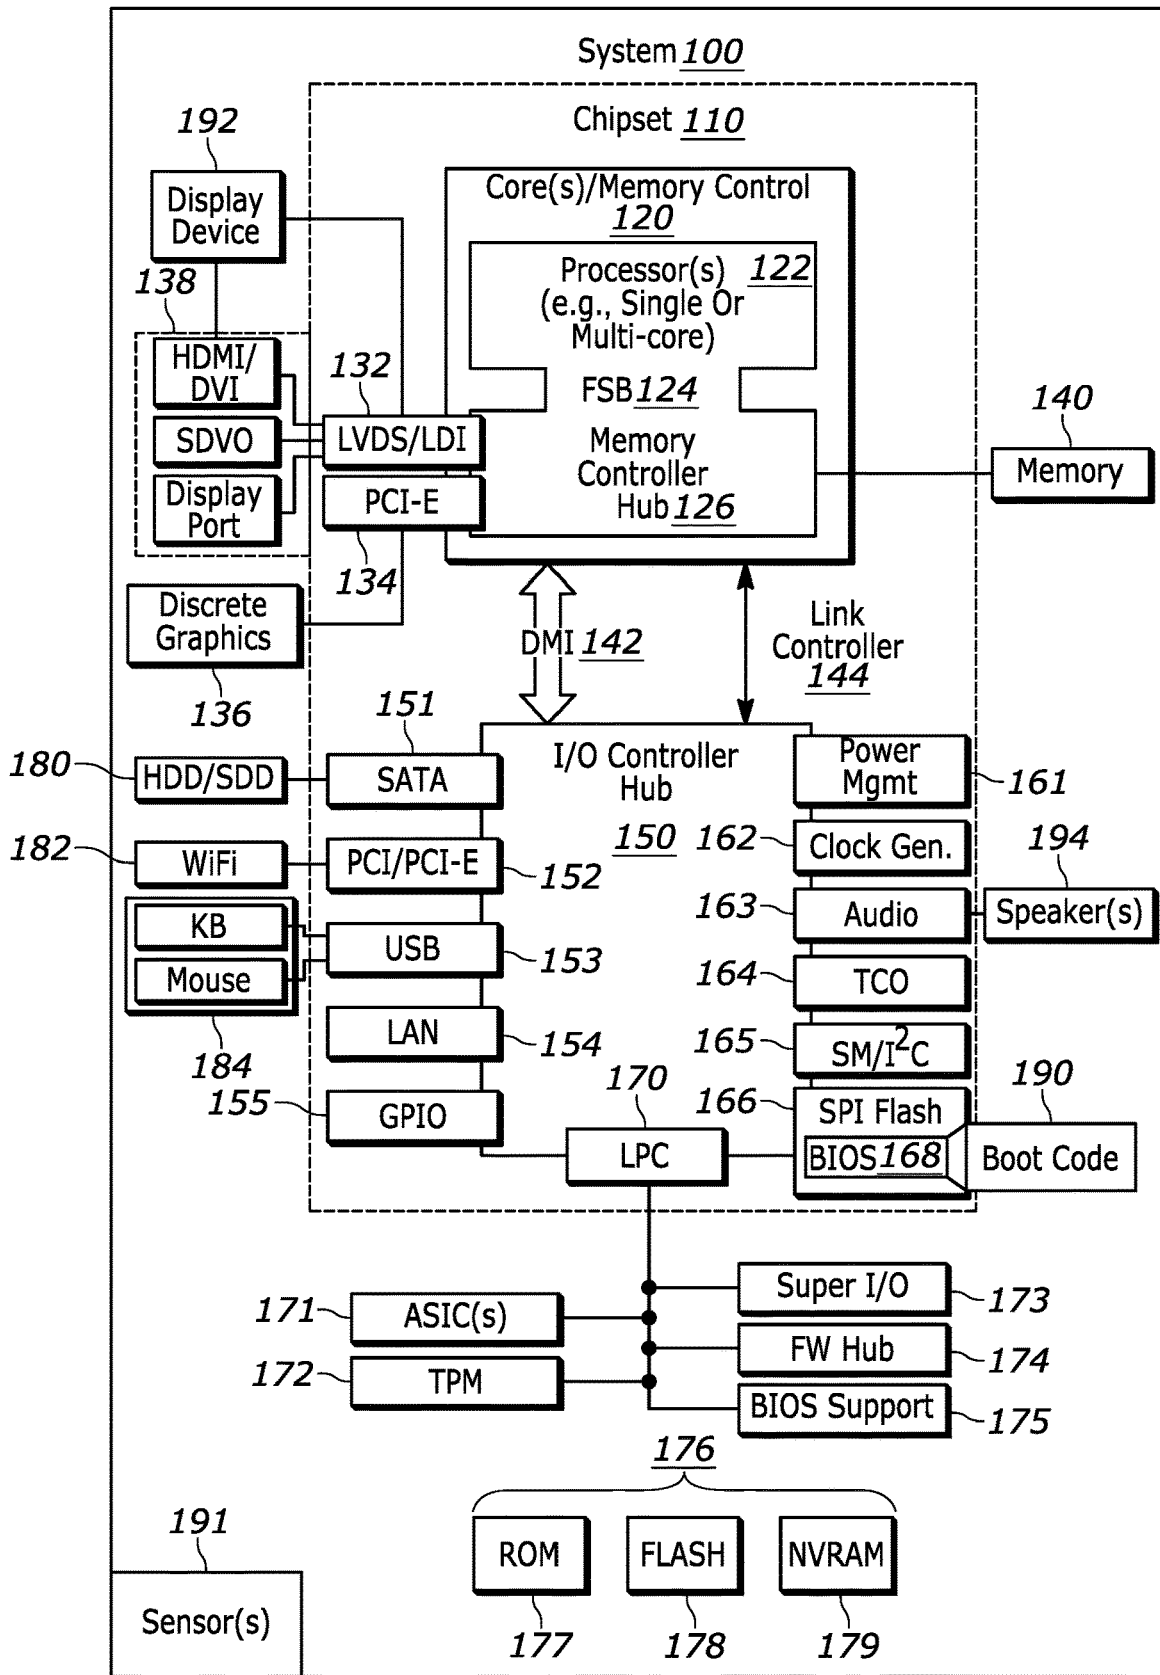 System 100
Chipset 110
192
Display
Device
138
HDMI/
DVI
SDVO
Display
Port
132
LVDS/LDI
PCI-E
134
Discrete
Graphics
136
Core(s)/Memory Control
120
Processor(s) 122
(e.g., Single Or
Multi-core)
FSB 124
Memory
Controller
Hub 126
140
Memory
DMI 142
Link
Controller
144
151
180
HDD/SDD
SATA
I/O Controller
Hub
150
Power
Mgmt
161
182
WiFi
PCI/PCI-E
152
162
Clock Gen.
194
KB
Mouse
184
USB
153
163
Audio
Speaker(s)
164
TCO
LAN
154
165
SM/I²C
155
GPIO
170
LPC
166
SPI Flash
BIOS 168
190
Boot Code
171
ASIC(s)
172
TPM
Super I/O
173
FW Hub
174
BIOS Support
175
176
ROM
FLASH
NVRAM
177
178
179
191
Sensor(s)